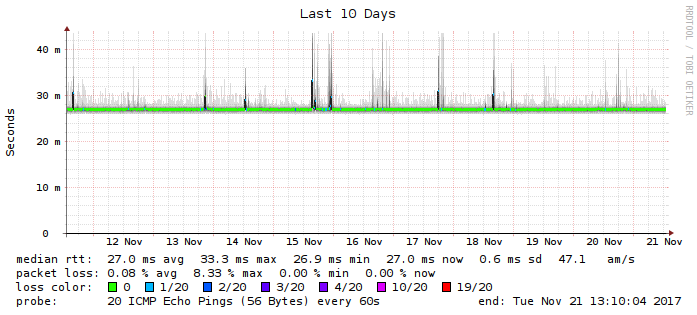 Last 10 Days
RRDTOOL / TOBI OETIKER
Seconds
40 m
30 m
20 m
10 m
0
12 Nov 13 Nov 14 Nov 15 Nov 16 Nov 17 Nov 18 Nov 19 Nov 20 Nov 21 Nov
median rtt: 27.0 ms avg 33.3 ms max 26.9 ms min 27.0 ms now 0.6 ms sd 47.1 am/s
packet loss: 0.08 % avg 8.33 % max 0.00 % min 0.00 % now
loss color: 0 1/20 2/20 3/20 4/20 10/20 19/20
probe: 20 ICMP Echo Pings (56 Bytes) every 60s end: Tue Nov 21 13:10:04 2017